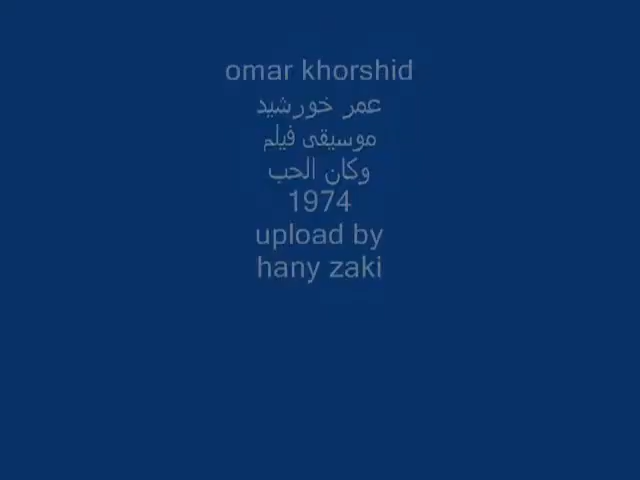 omar khorshid
عمر خورشيد
موسيقى فيلم
وكان الحب
1974
upload by
hany zaki